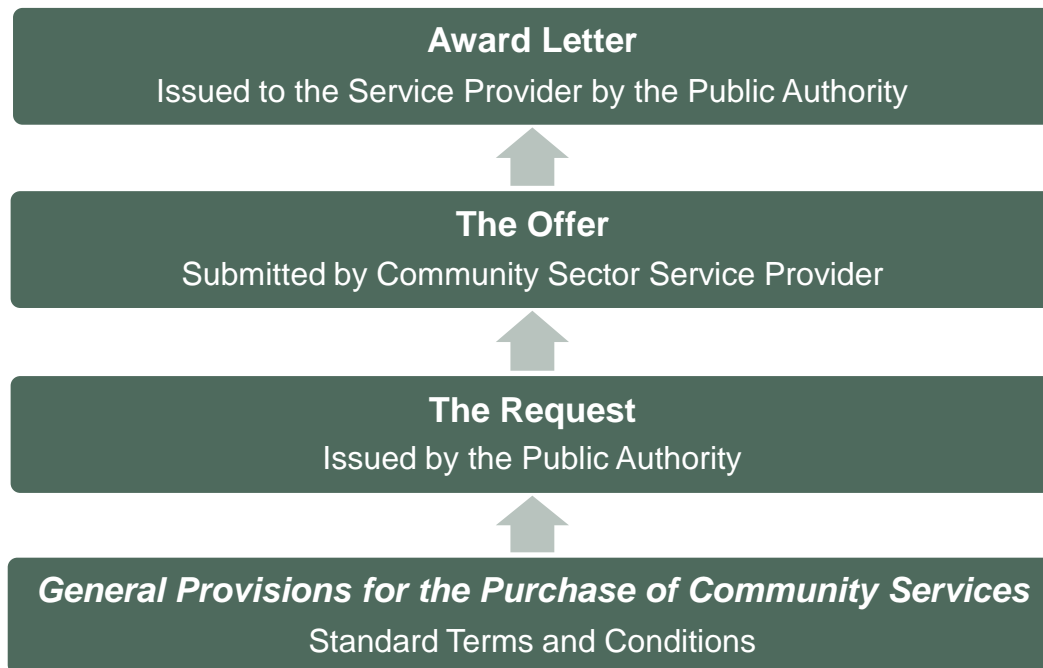 Award Letter
Issued to the Service Provider by the Public Authority
The Offer
Submitted by Community Sector Service Provider
The Request
Issued by the Public Authority
General Provisions for the Purchase of Community Services
Standard Terms and Conditions